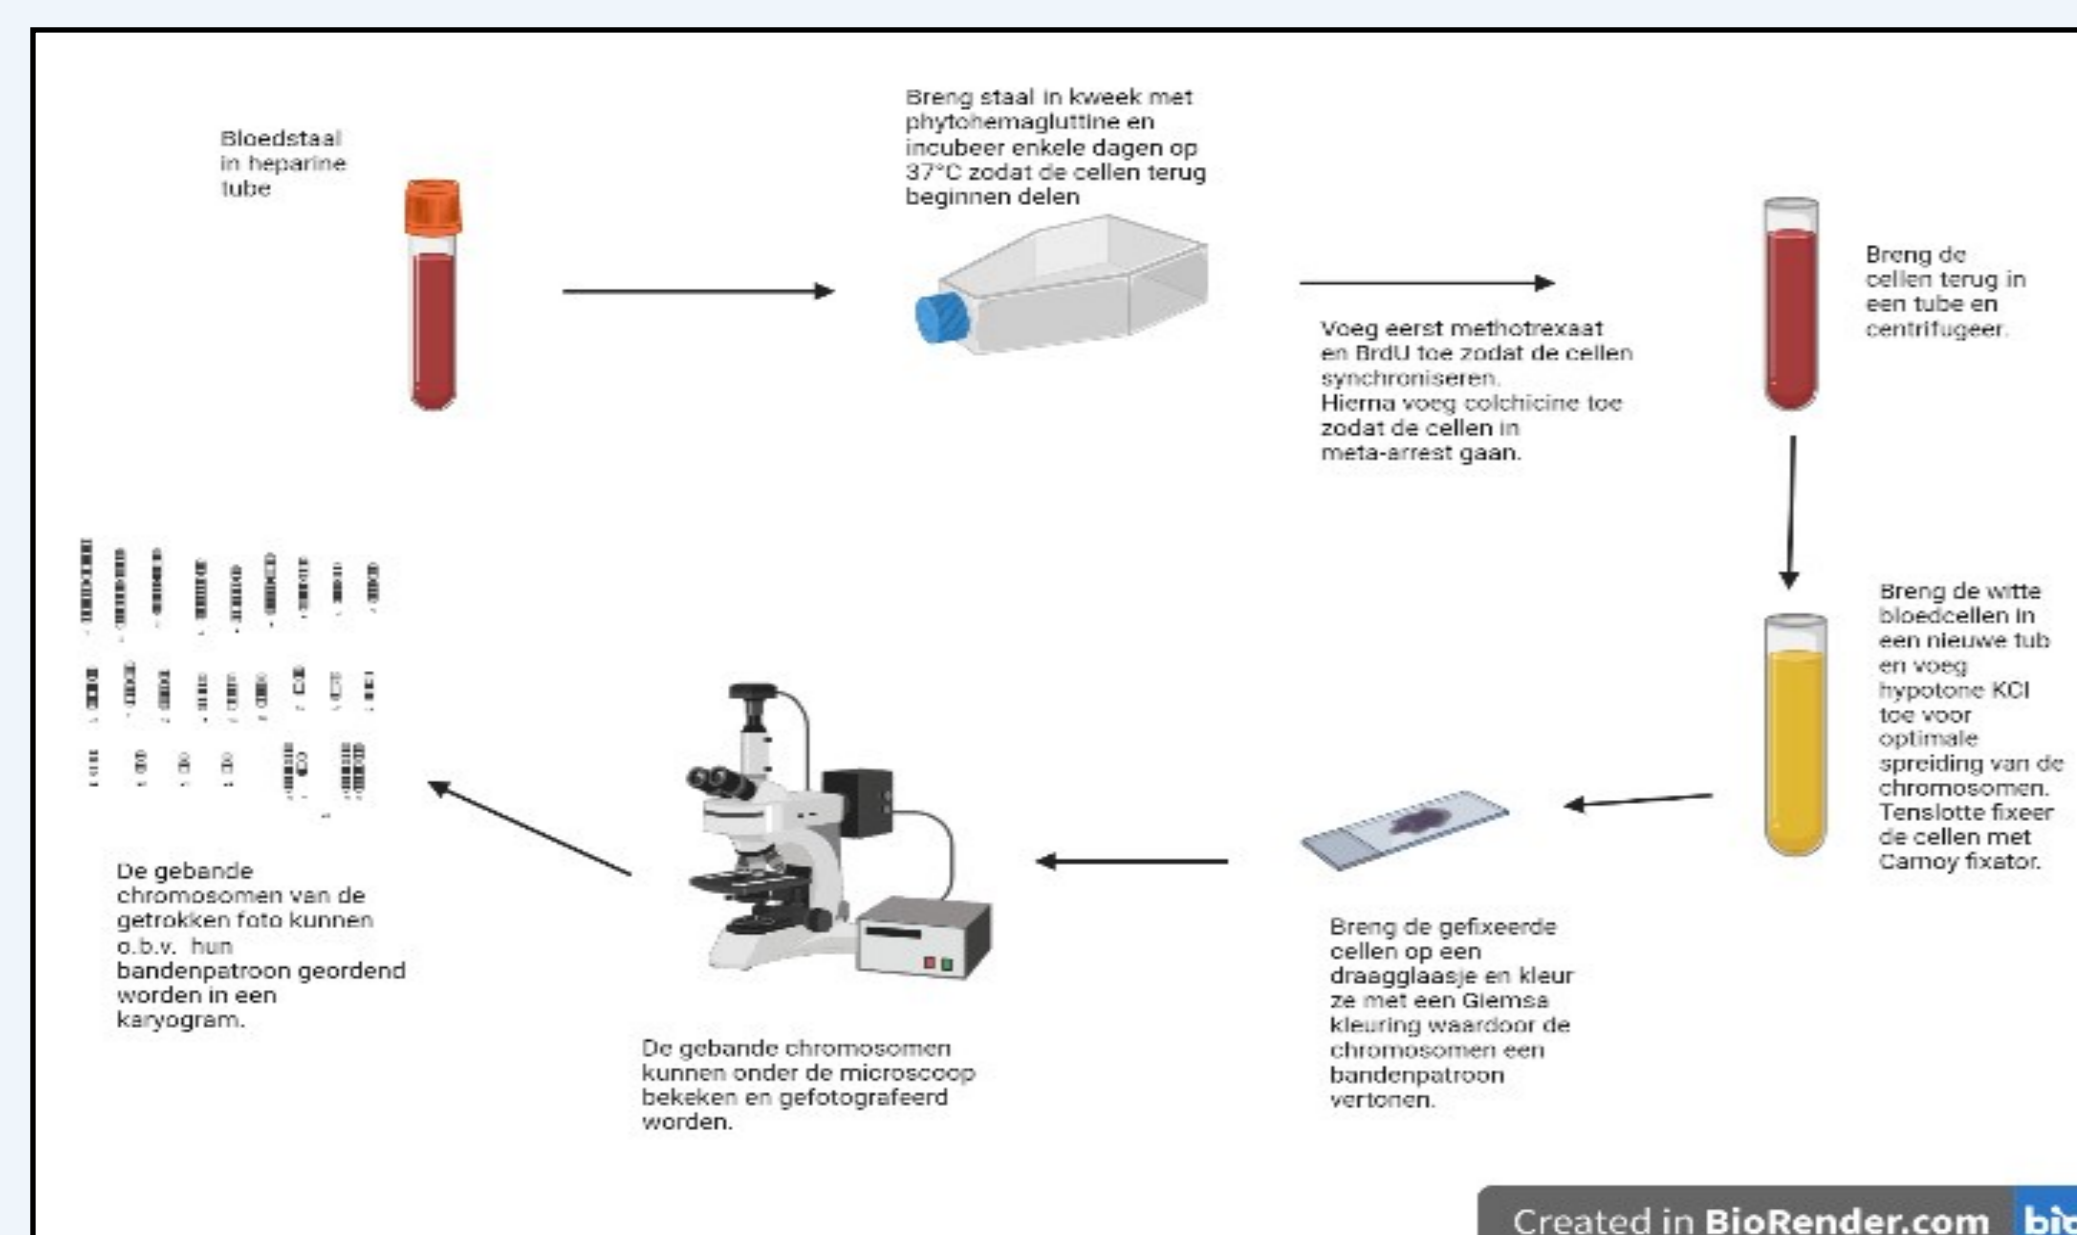 Bloedstaal
in heparine
tube
Breng staal in kweek met
phytohemagluttine en
incubeer enkele dagen op
37°C zodat de cellen terug
beginnen delen
Voeg eerst methotrexaat
en BrdU toe zodat de cellen
synchroniseren.
Hierna voeg colchicine toe
zodat de cellen in
meta-arrest gaan.
Breng de
cellen terug in
een tube en
centrifugeer.
Breng de witte
bloedcellen in
een nieuwe tub
en voeg
hypotone KCl
toe voor
optimale
spreiding van de
chromosomen.
Tenslotte fixeer
de cellen met
Carnoy fixator.
Breng de gefixeerde
cellen op een
draagglaasje en kleur
ze met een Giemsa
kleuring waardoor de
chromosomen een
bandenpatroon
vertonen.
De gebande chromosomen
kunnen onder de microscoop
bekeken en gefotografeerd
worden.
De gebande
chromosomen van de
getrokken foto kunnen
o.b.v. hun
bandenpatroon geordend
worden in een
karyogram.
Created in BioRender.com bio